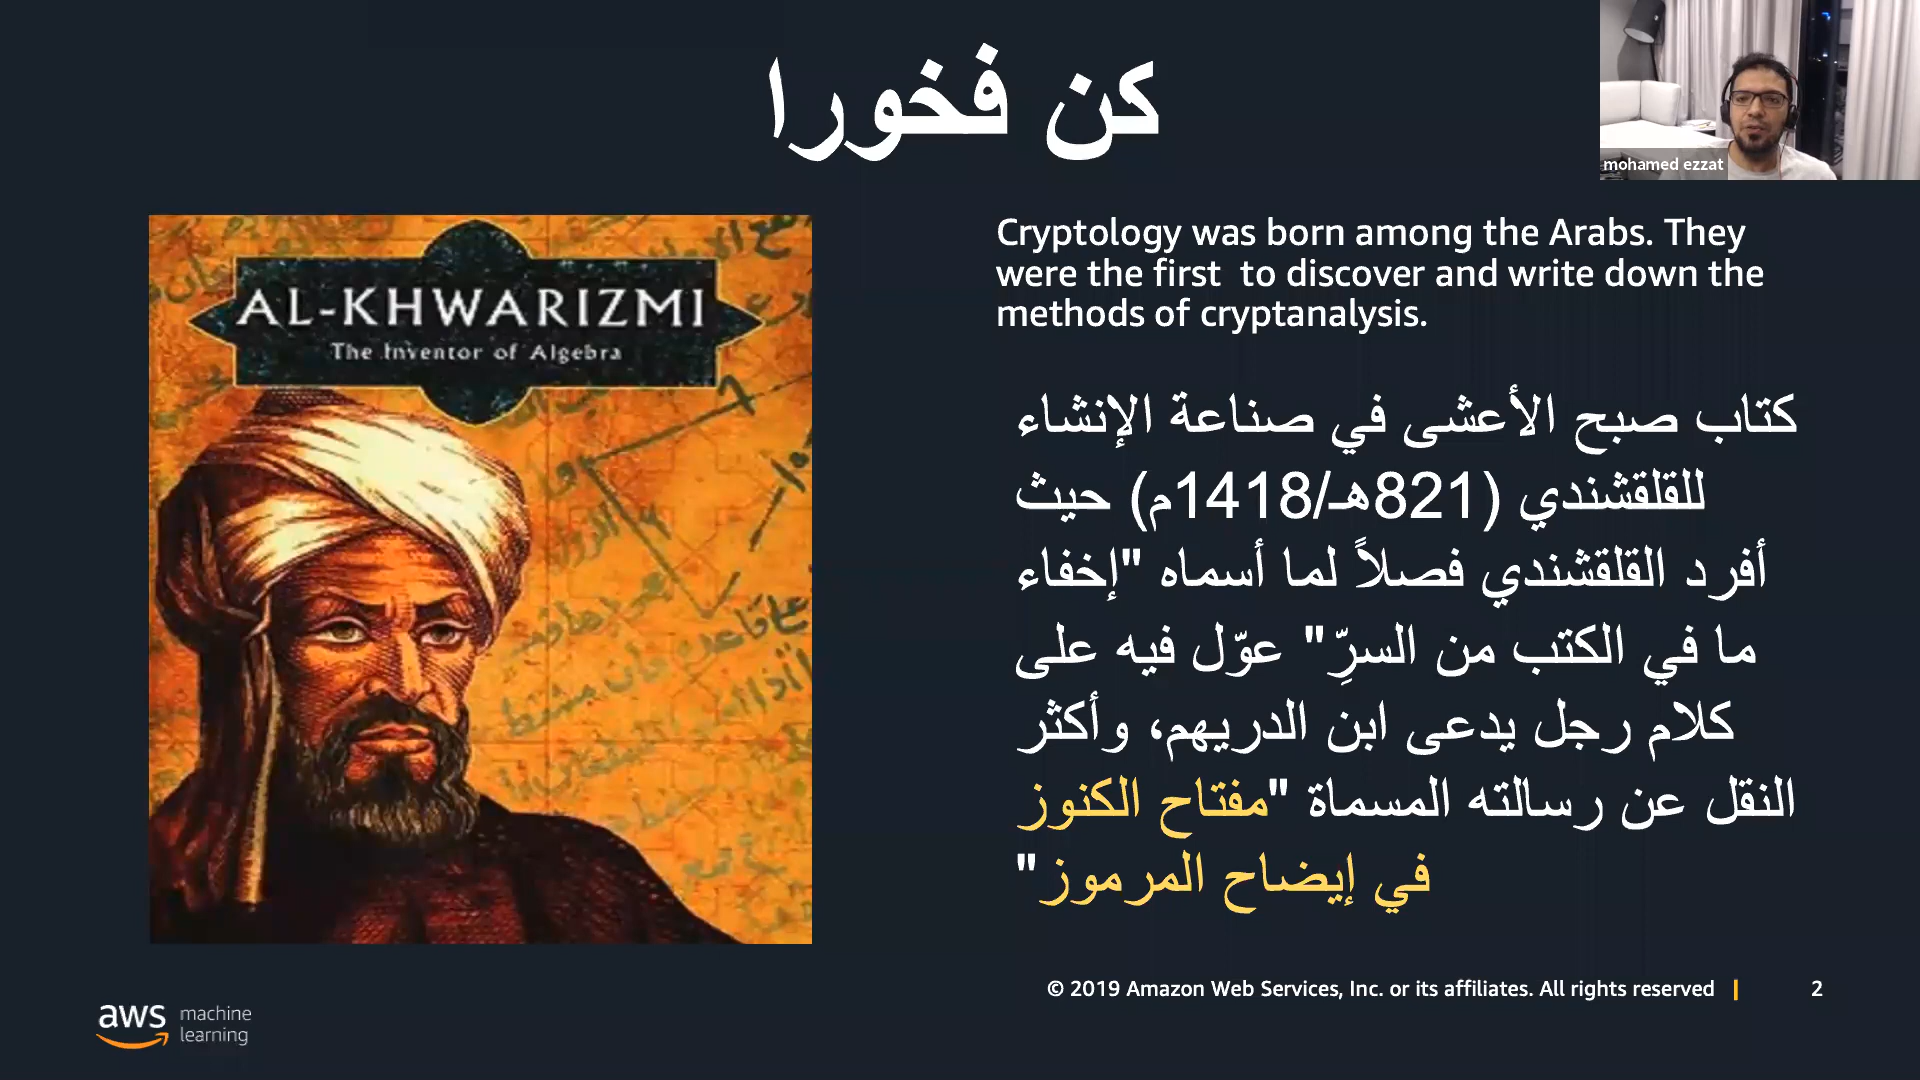 كن فخورا
mohamed ezzat
AL-KHWARIZMI
The Inventor of Algebra
Cryptology was born among the Arabs. They
were the first to discover and write down the
methods of cryptanalysis.
كتاب صبح الأعشى في صناعة الإنشاء
للقلقشندي (821هـ/1418م) حيث
أفرد القلقشندي فصلاً لما أسماه "إخفاء
ما في الكتب من السرِّ" عوّل فيه على
كلام رجل يدعى ابن الدريهم، وأكثر
النقل عن رسالته المسماة "مفتاح الكنوز
في إيضاح المرموز"
aws machine
learning
© 2019 Amazon Web Services, Inc. or its affiliates. All rights reserved | 2